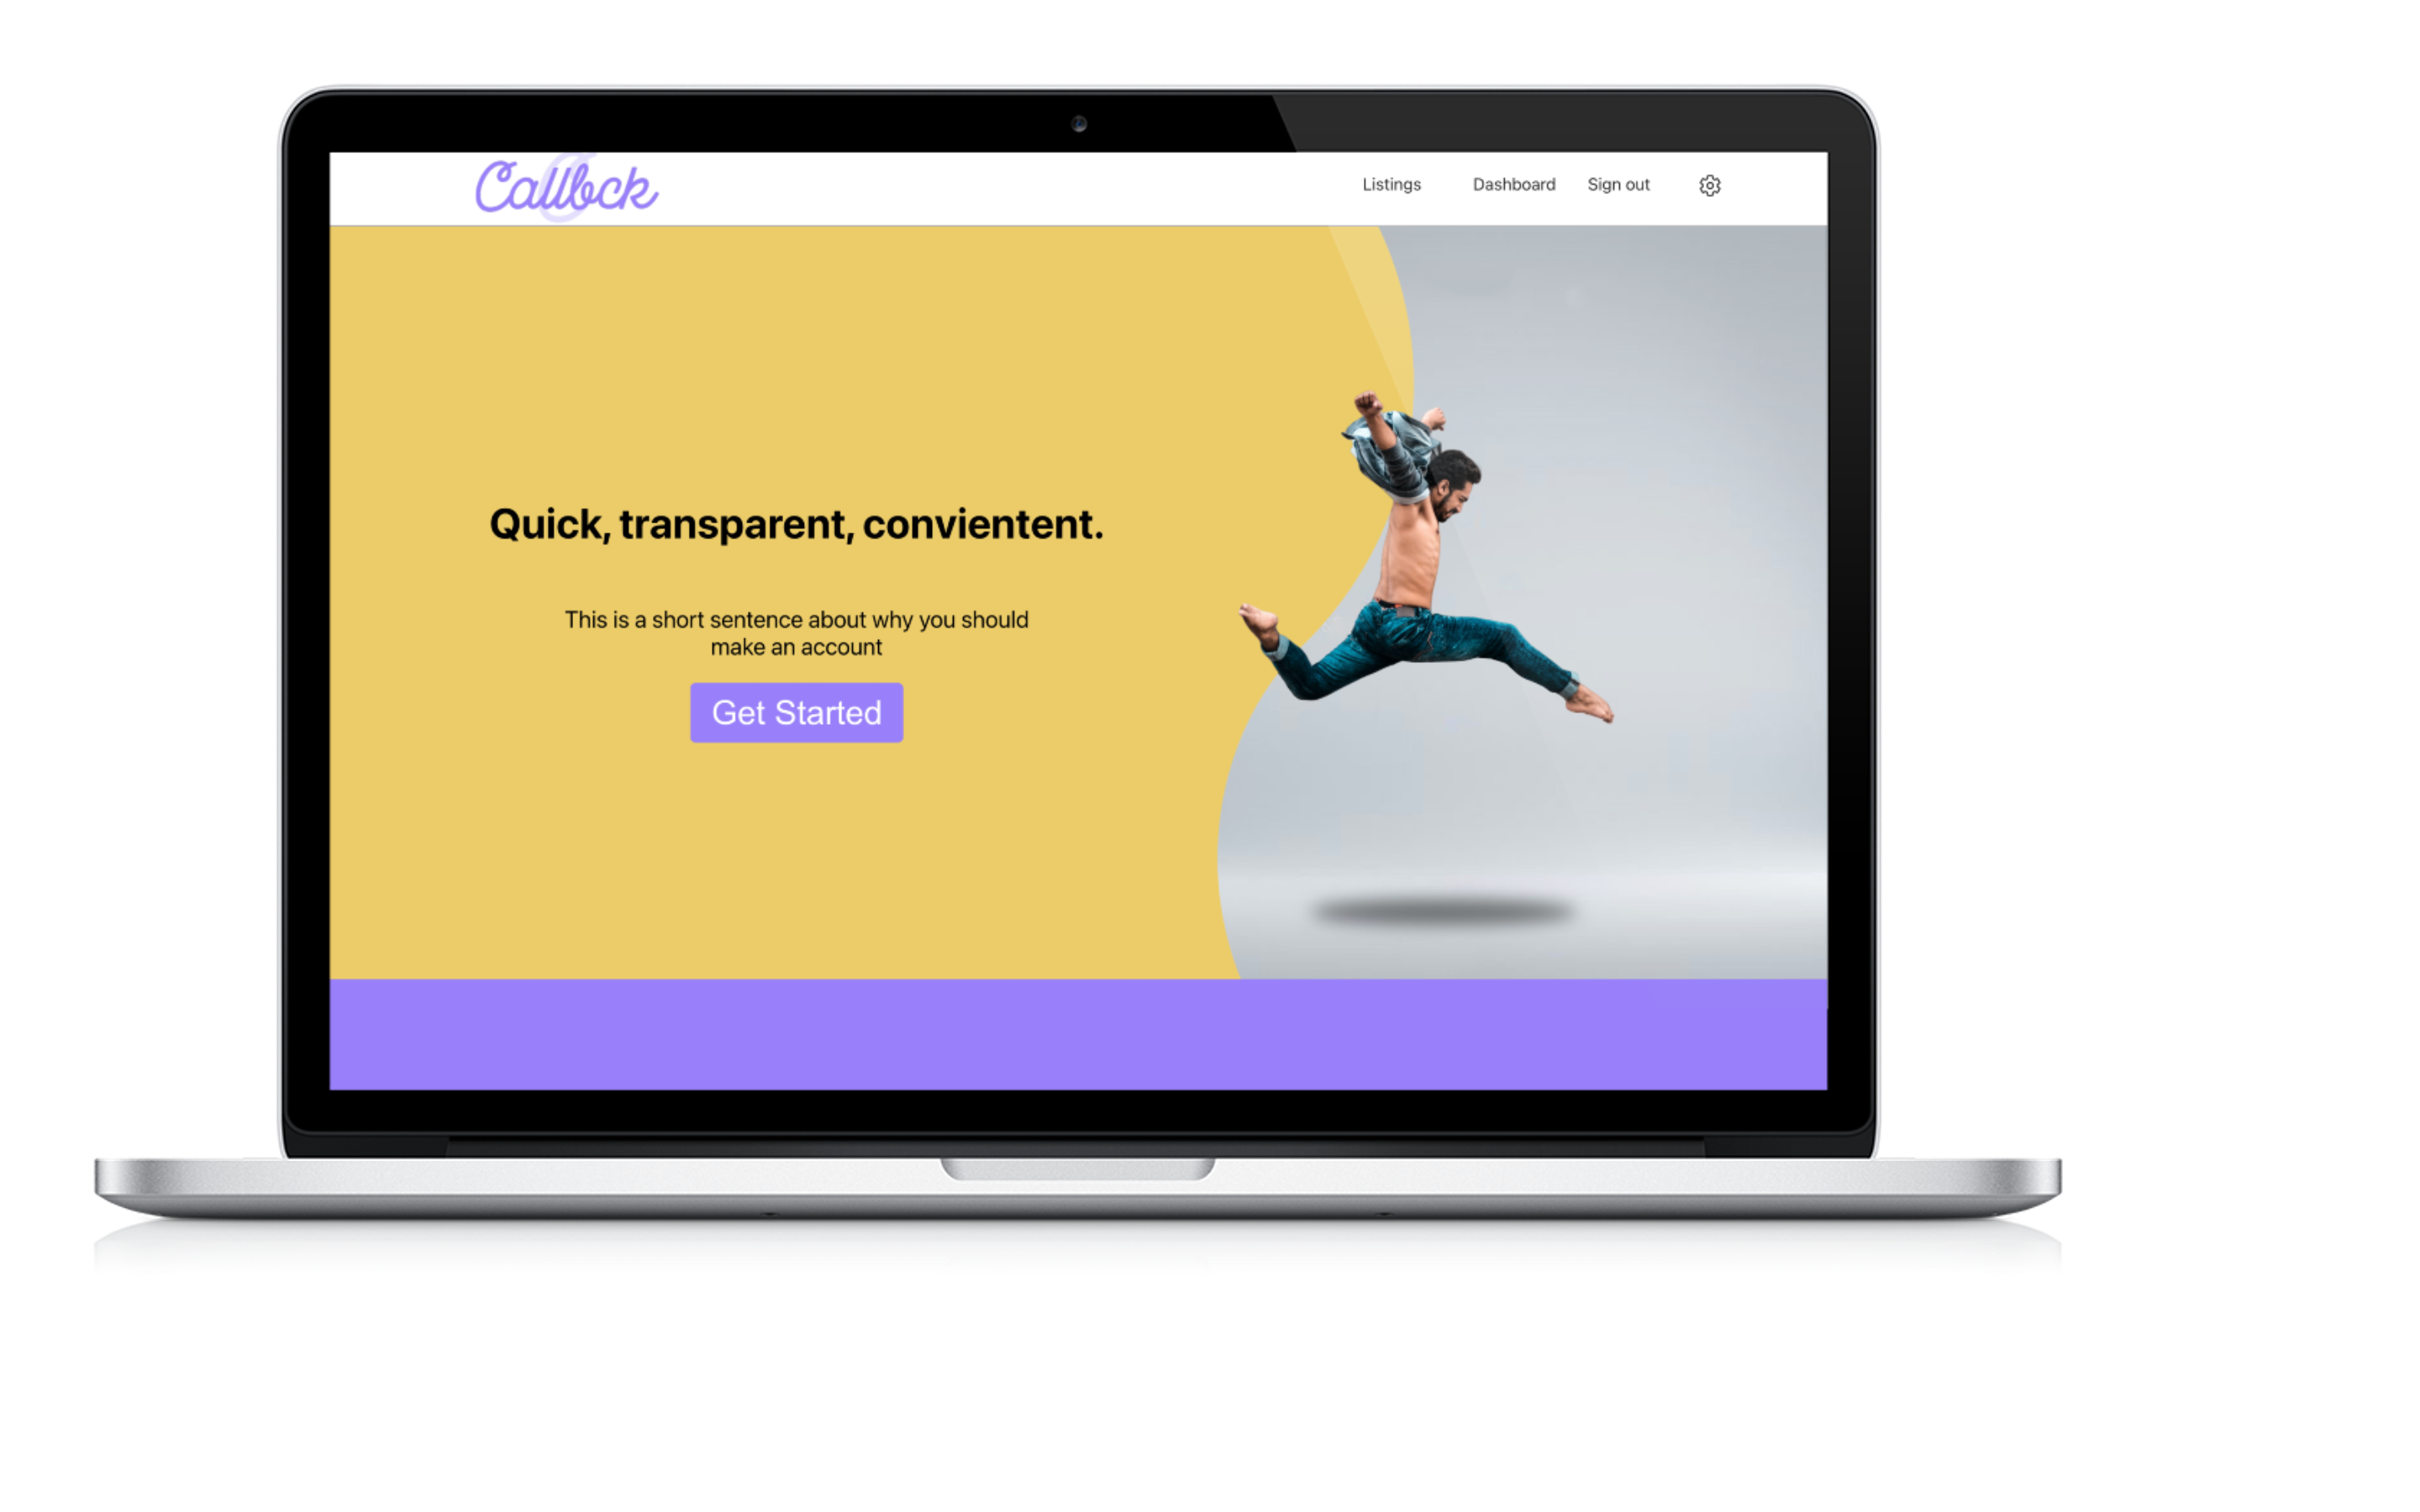 Callbck
Listings Dashboard Sign out
Quick, transparent, convientent.
This is a short sentence about why you should
make an account
Get Started